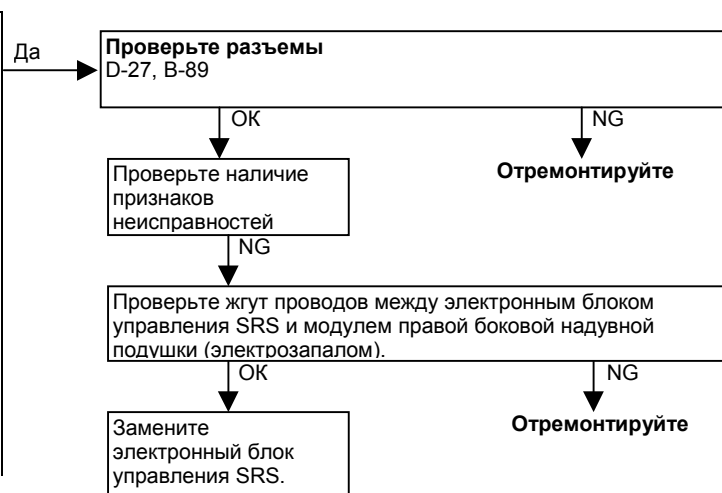 Да
Проверьте разъемы
D-27, B-89
OK
NG
Проверьте наличие
признаков
неисправностей
Отремонтируйте
NG
Проверьте жгут проводов между электронным блоком
управления SRS и модулем правой боковой надувной
подушки (электрозапалом).
OK
NG
Замените
электронный блок
управления SRS.
Отремонтируйте